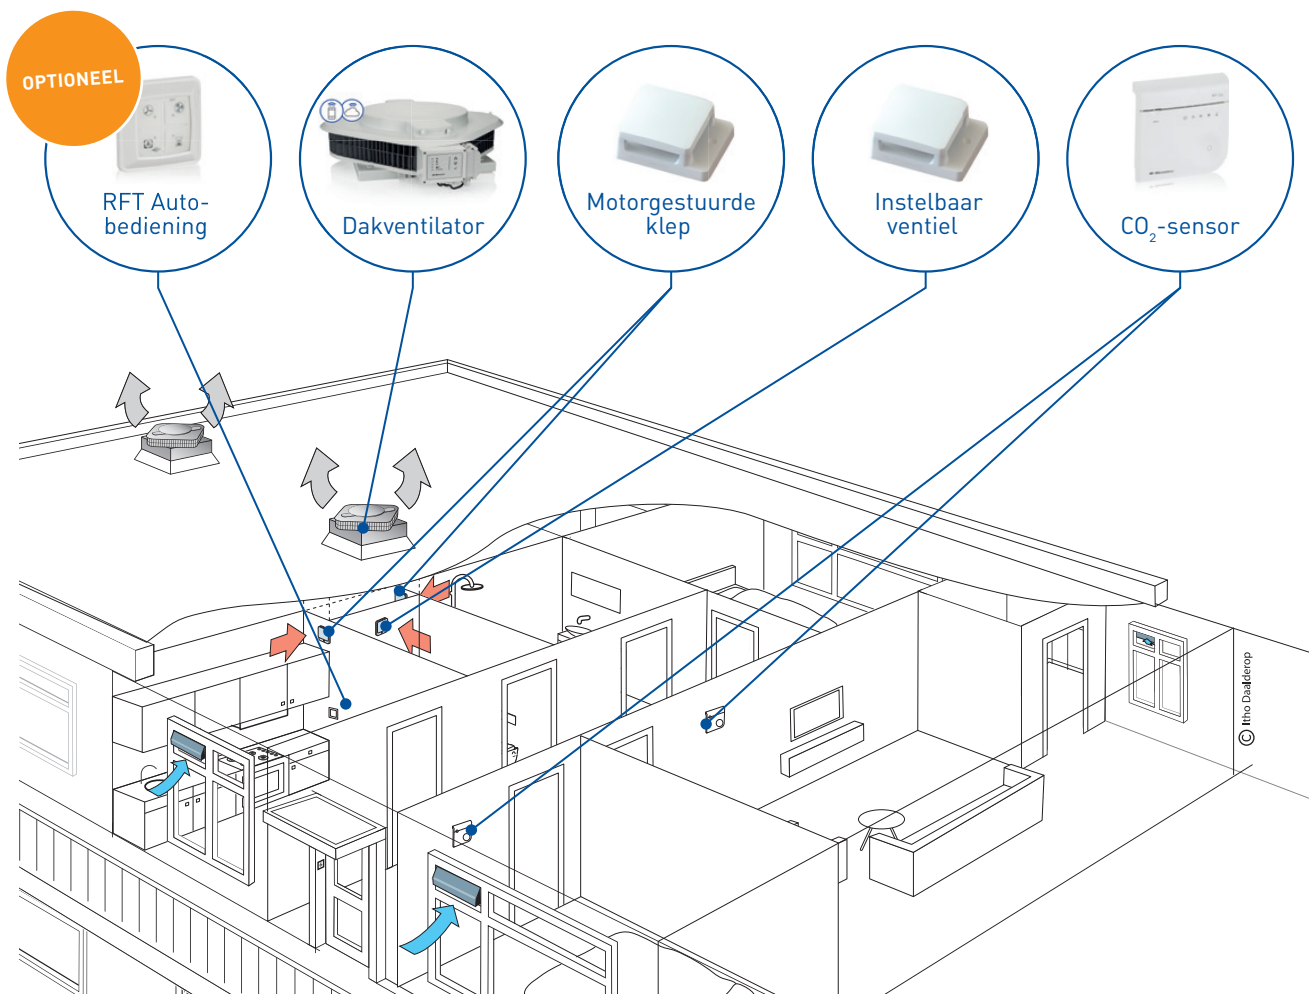 OPTIONEEL
RFT Auto-
bediening
Dakventilator
Motorgestuurde
klep
Instelbaar
ventiel
CO₂-sensor
© Itho Daalderop